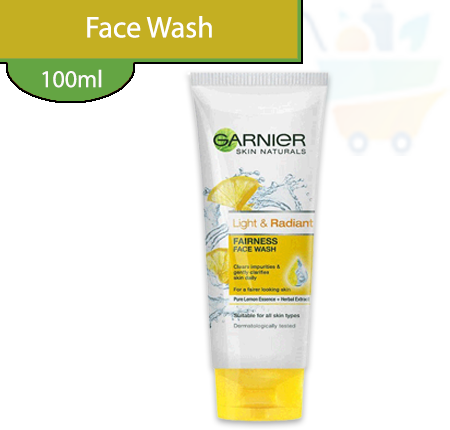 Face Wash
100ml
GARNIER
SKIN NATURALS
Light & Radiant
FAIRNESS
FACE WASH
Clears impurities &
gently clarifies
skin daily
For a fairer looking skin
Pure Lemon Essence + Herbal Extract
Suitable for all skin types
Dermatologically tested